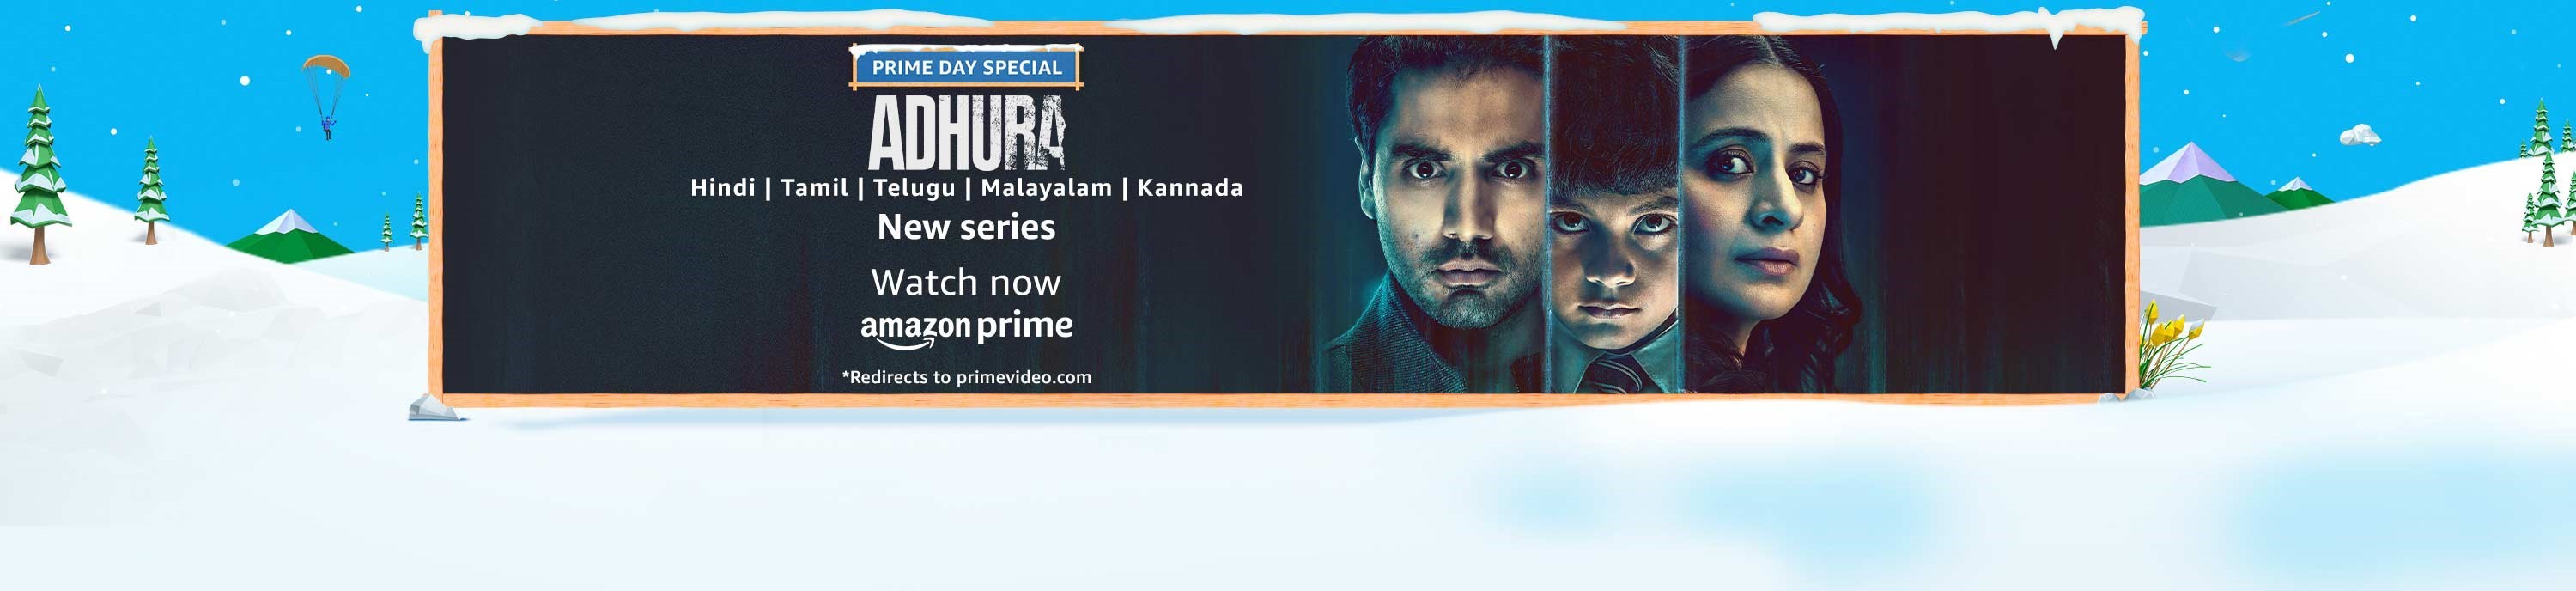 PRIME DAY SPECIAL
ADHURA
Hindi | Tamil | Telugu | Malayalam | Kannada
New series
Watch now
amazon prime
*Redirects to primevideo.com